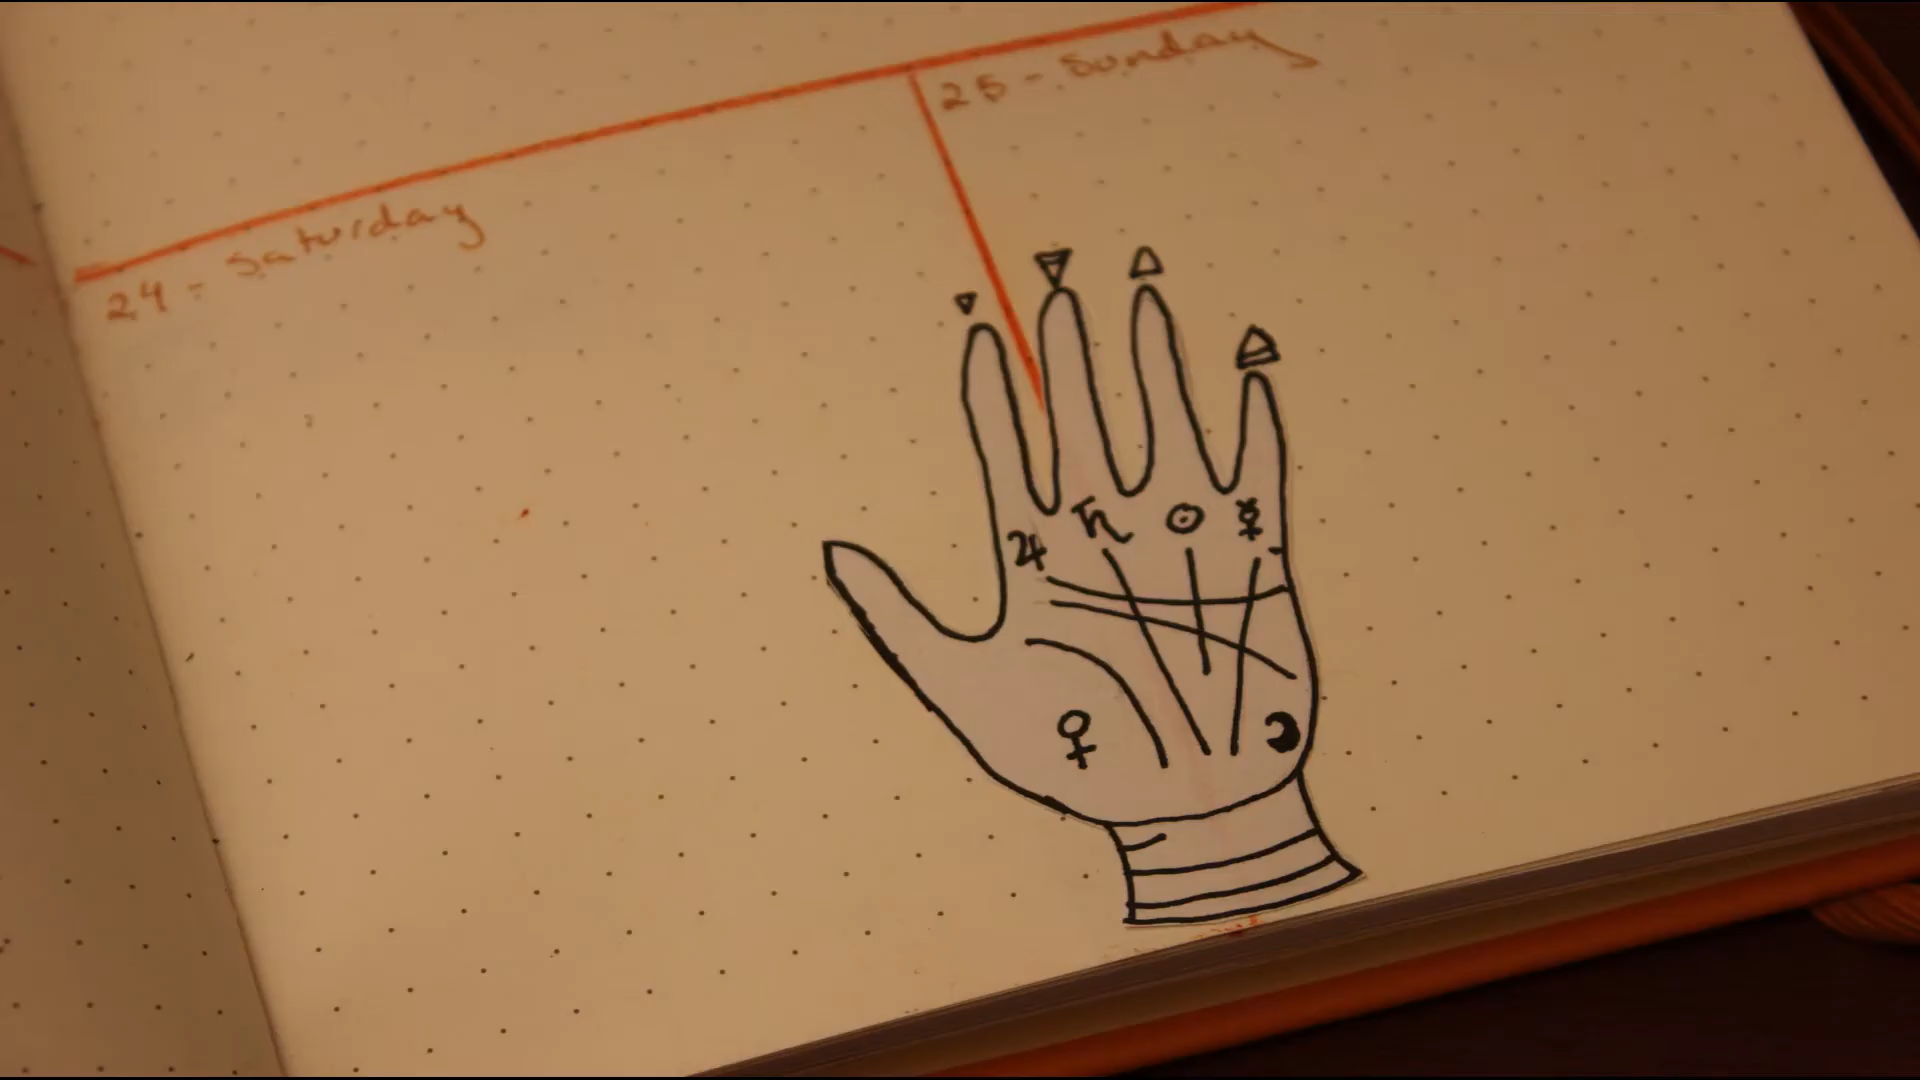 25 - Sunday
24 - Saturday
♃ ♄ ☉ ☿
♀ ☽